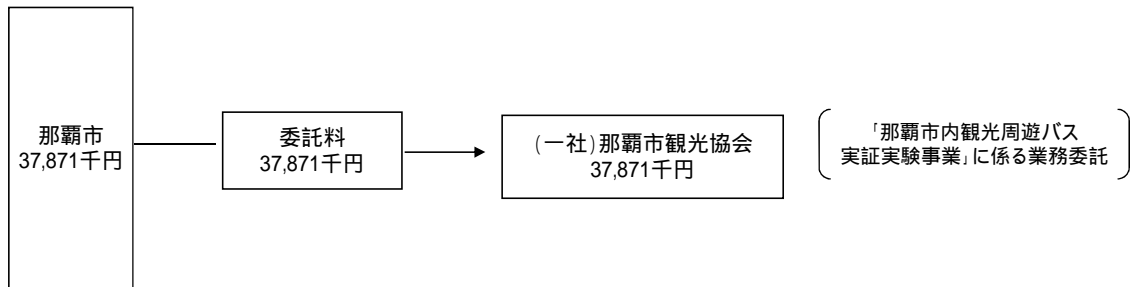 那覇市
37,871千円
委託料
37,871千円
(一社)那覇市観光協会
37,871千円
「那覇市内観光周遊バス
実証実験事業」に係る業務委託